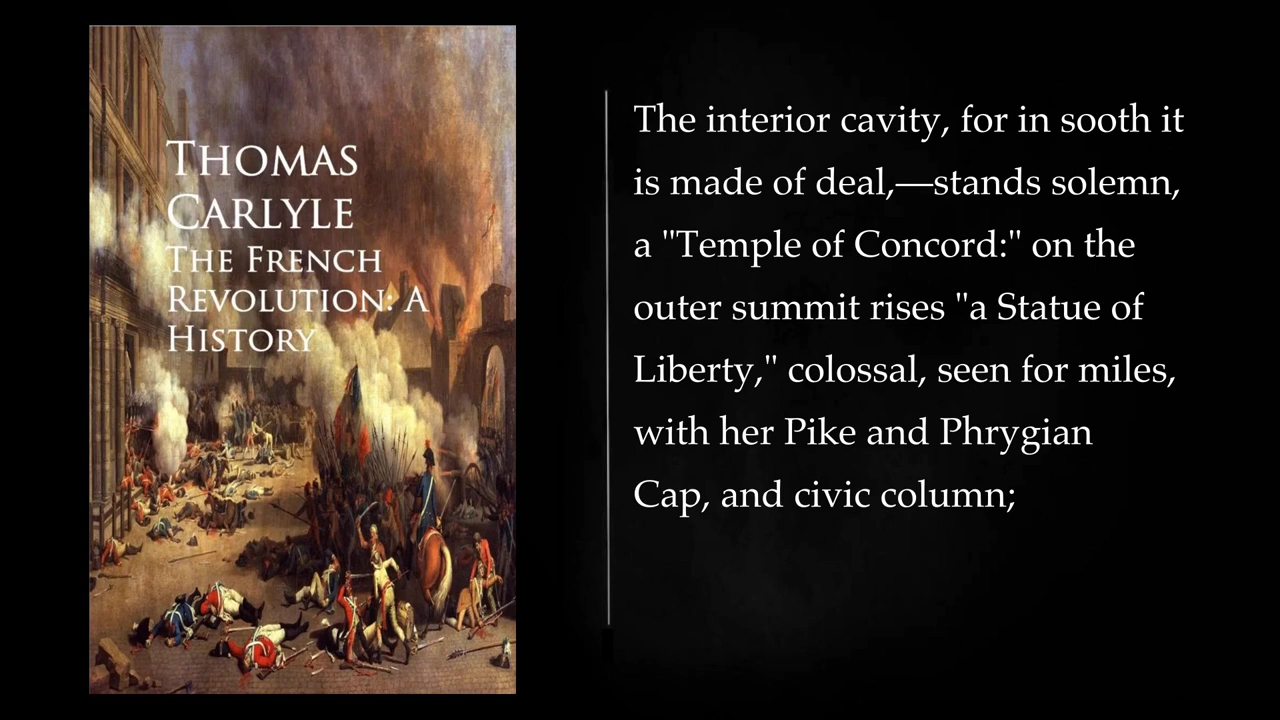 THOMAS
CARLYLE
THE FRENCH
REVOLUTION: A
HISTORY
The interior cavity, for in sooth it
is made of deal,—stands solemn,
a "Temple of Concord:" on the
outer summit rises "a Statue of
Liberty," colossal, seen for miles,
with her Pike and Phrygian
Cap, and civic column;